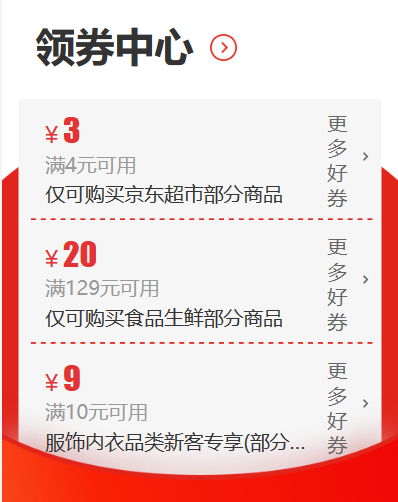 领券中心
¥3
满4元可用
仅可购买京东超市部分商品
更多好券
¥20
满129元可用
仅可购买食品生鲜部分商品
更多好券
¥9
满10元可用
服饰内衣品类新客专享(部分...
更多好券